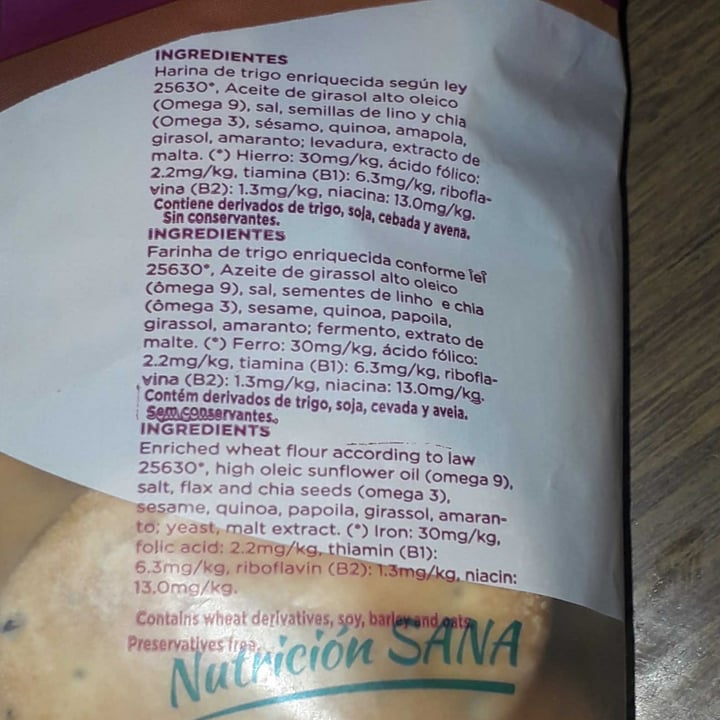 INGREDIENTES
Harina de trigo enriquecida según ley
25630*, Aceite de girasol alto oleico
(Omega 9), sal, semillas de lino y chia
(Omega 3), sésamo, quinoa, amapola,
girasol, amaranto; levadura, extracto de
malta. (*) Hierro: 30mg/kg, ácido fólico:
2.2mg/kg, tiamina (B1): 6.3mg/kg, ribofla-
vina (B2): 1.3mg/kg, niacina: 13.0mg/kg.
Contiene derivados de trigo, soja, cebada y avena.
Sin conservantes.
INGREDIENTES
Farinha de trigo enriquecida conforme lei
25630*, Azeite de girassol alto oleico
(ômega 9), sal, sementes de linho e chia
(ômega 3), sesame, quinoa, papoila,
girassol, amaranto; fermento, extrato de
malte. (*) Ferro: 30mg/kg, ácido fólico:
2.2mg/kg, tiamina (B1): 6.3mg/kg, ribofla-
vina (B2): 1.3mg/kg, niacina: 13.0mg/kg.
Contém derivados de trigo, soja, cevada y aveia.
Sem conservantes.
INGREDIENTS
Enriched wheat flour according to law
25630*, high oleic sunflower oil (omega 9),
salt, flax and chia seeds (omega 3),
sesame, quinoa, papoila, girassol, amaran-
to; yeast, malt extract. (*) Iron: 30mg/kg,
folic acid: 2.2mg/kg, thiamin (B1):
6.3mg/kg, riboflavin (B2): 1.3mg/kg, niacin:
13.0mg/kg.
Contains wheat derivatives, soy, barley and oats.
Preservatives free.
Nutrición SANA